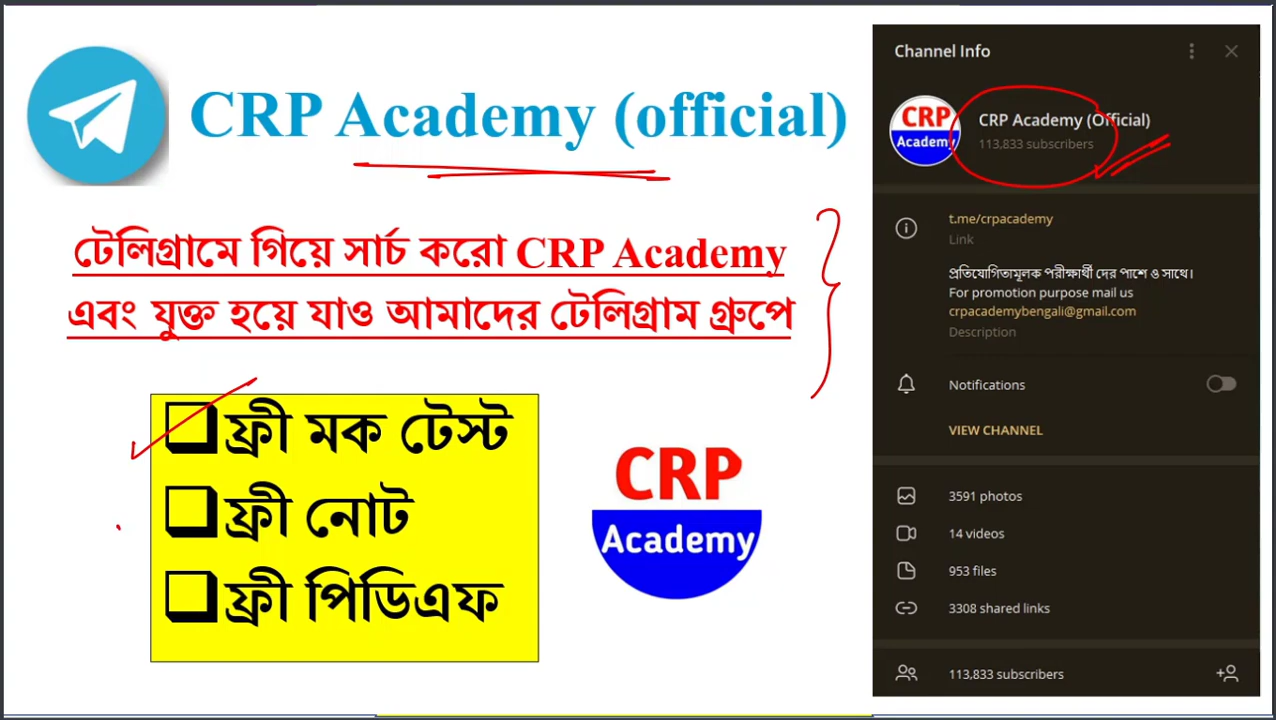 CRP Academy (official)
টেলিগ্রামে গিয়ে সার্চ করো CRP Academy
এবং যুক্ত হয়ে যাও আমাদের টেলিগ্রাম গ্রুপে
ফ্রী মক টেস্ট
ফ্রী নোট
ফ্রী পিডিএফ
CRP
Academy
Channel Info
CRP
Academy
CRP Academy (Official)
113,833 subscribers
t.me/crpacademy
Link
প্রতিযোগিতামূলক পরীক্ষার্থী দের পাশে ও সাথে।
For promotion purpose mail us
crpacademybengali@gmail.com
Description
Notifications
VIEW CHANNEL
3591 photos
14 videos
953 files
3308 shared links
113,833 subscribers